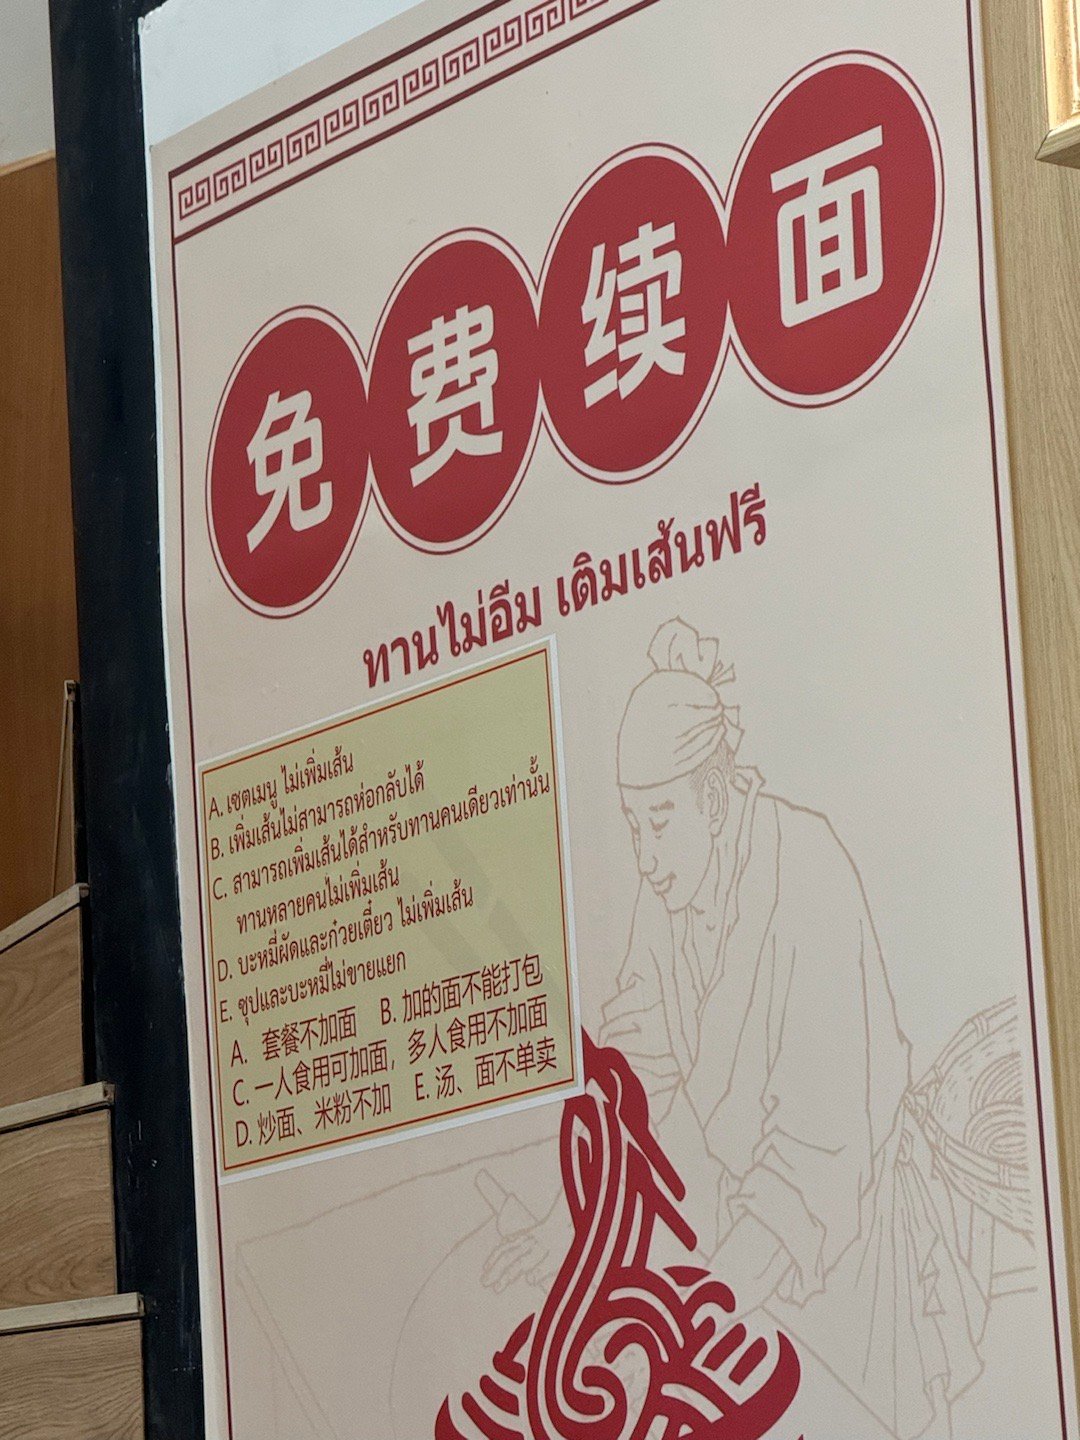 免费续面
ทานไม่อิ่ม เติมเส้นฟรี
A. เซตเมนู ไม่เพิ่มเส้น
B. เพิ่มเส้นไม่สามารถห่อกลับได้
C. สามารถเพิ่มเส้นได้สำหรับทานคนเดียวเท่านั้น
ทานหลายคนไม่เพิ่มเส้น
D. บะหมี่ผัดและก๋วยเตี๋ยว ไม่เพิ่มเส้น
E. ซุปและบะหมี่ไม่ขายแยก
A. 套餐不加面 B. 加的面不能打包
C. 一人食用可加面，多人食用不加面
D. 炒面、米粉不加 E. 汤、面不单卖